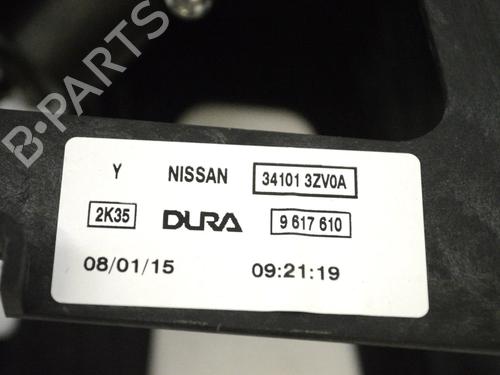 B-PARTS
Y NISSAN 34101 3ZV0A
2K35 DURA 9 617 610
08/01/15 09:21:19